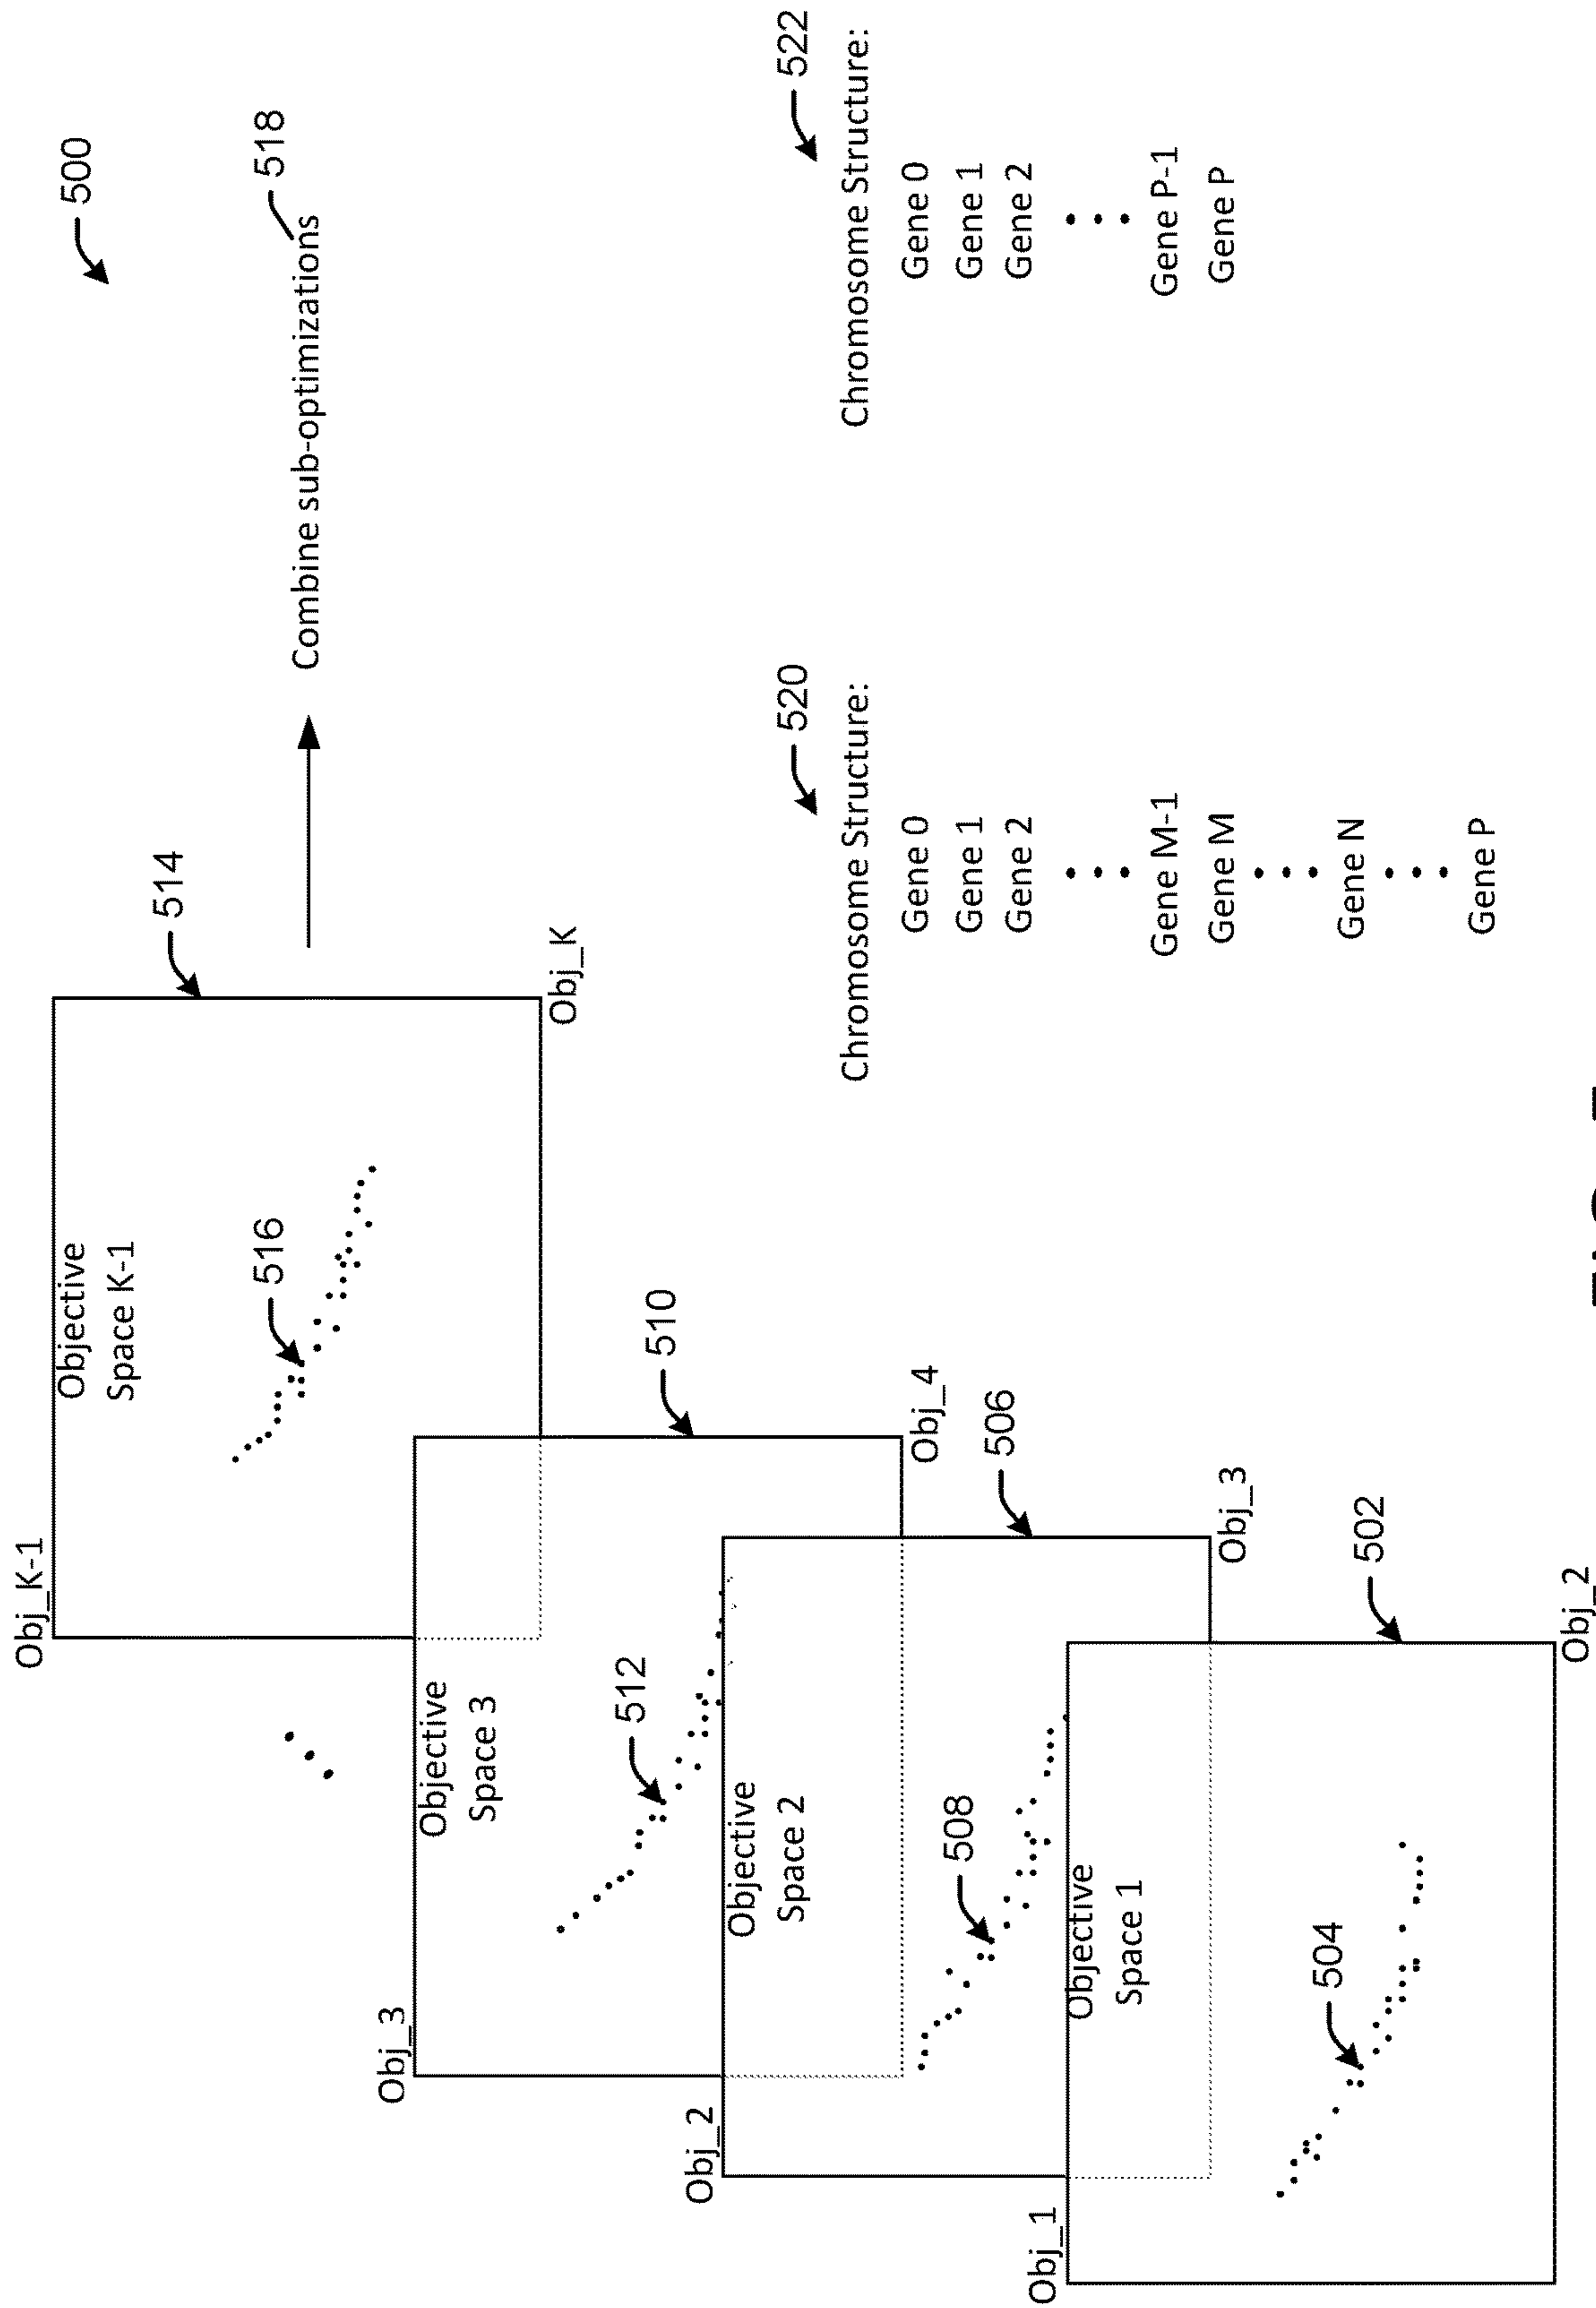 500
Obj_K-1
Objective
Space K-1
514
516
518
Combine sub-optimizations
Obj_K
Obj_3
Objective
Space 3
512
510
Obj_4
Obj_2
Objective
Space 2
508
506
Obj_3
Obj_1
Objective
Space 1
504
502
Obj_2
520
Chromosome Structure:
Gene 0
Gene 1
Gene 2
Gene M-1
Gene M
Gene N
Gene P
522
Chromosome Structure:
Gene 0
Gene 1
Gene 2
Gene P-1
Gene P